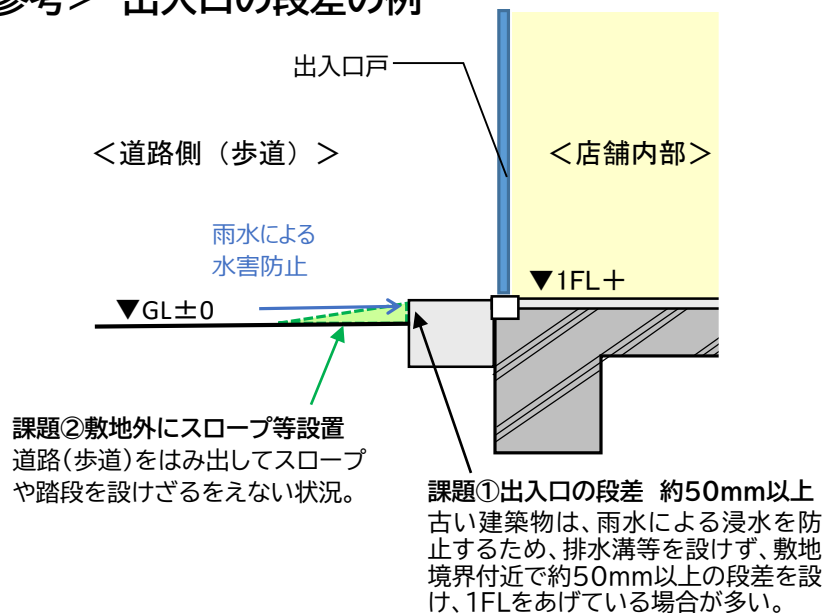 参考＞ 出入口の段差の例
出入口戸
＜道路側（歩道）＞
＜店舗内部＞
雨水による
水害防止
▼1FL＋
▼GL±0
課題②敷地外にスロープ等設置
道路(歩道)をはみ出してスロープ
や踏段を設けざるをえない状況。
課題①出入口の段差 約50mm以上
古い建築物は、雨水による浸水を防
止するため、排水溝等を設けず、敷地
境界付近で約50mm以上の段差を設
け、1FLをあげている場合が多い。